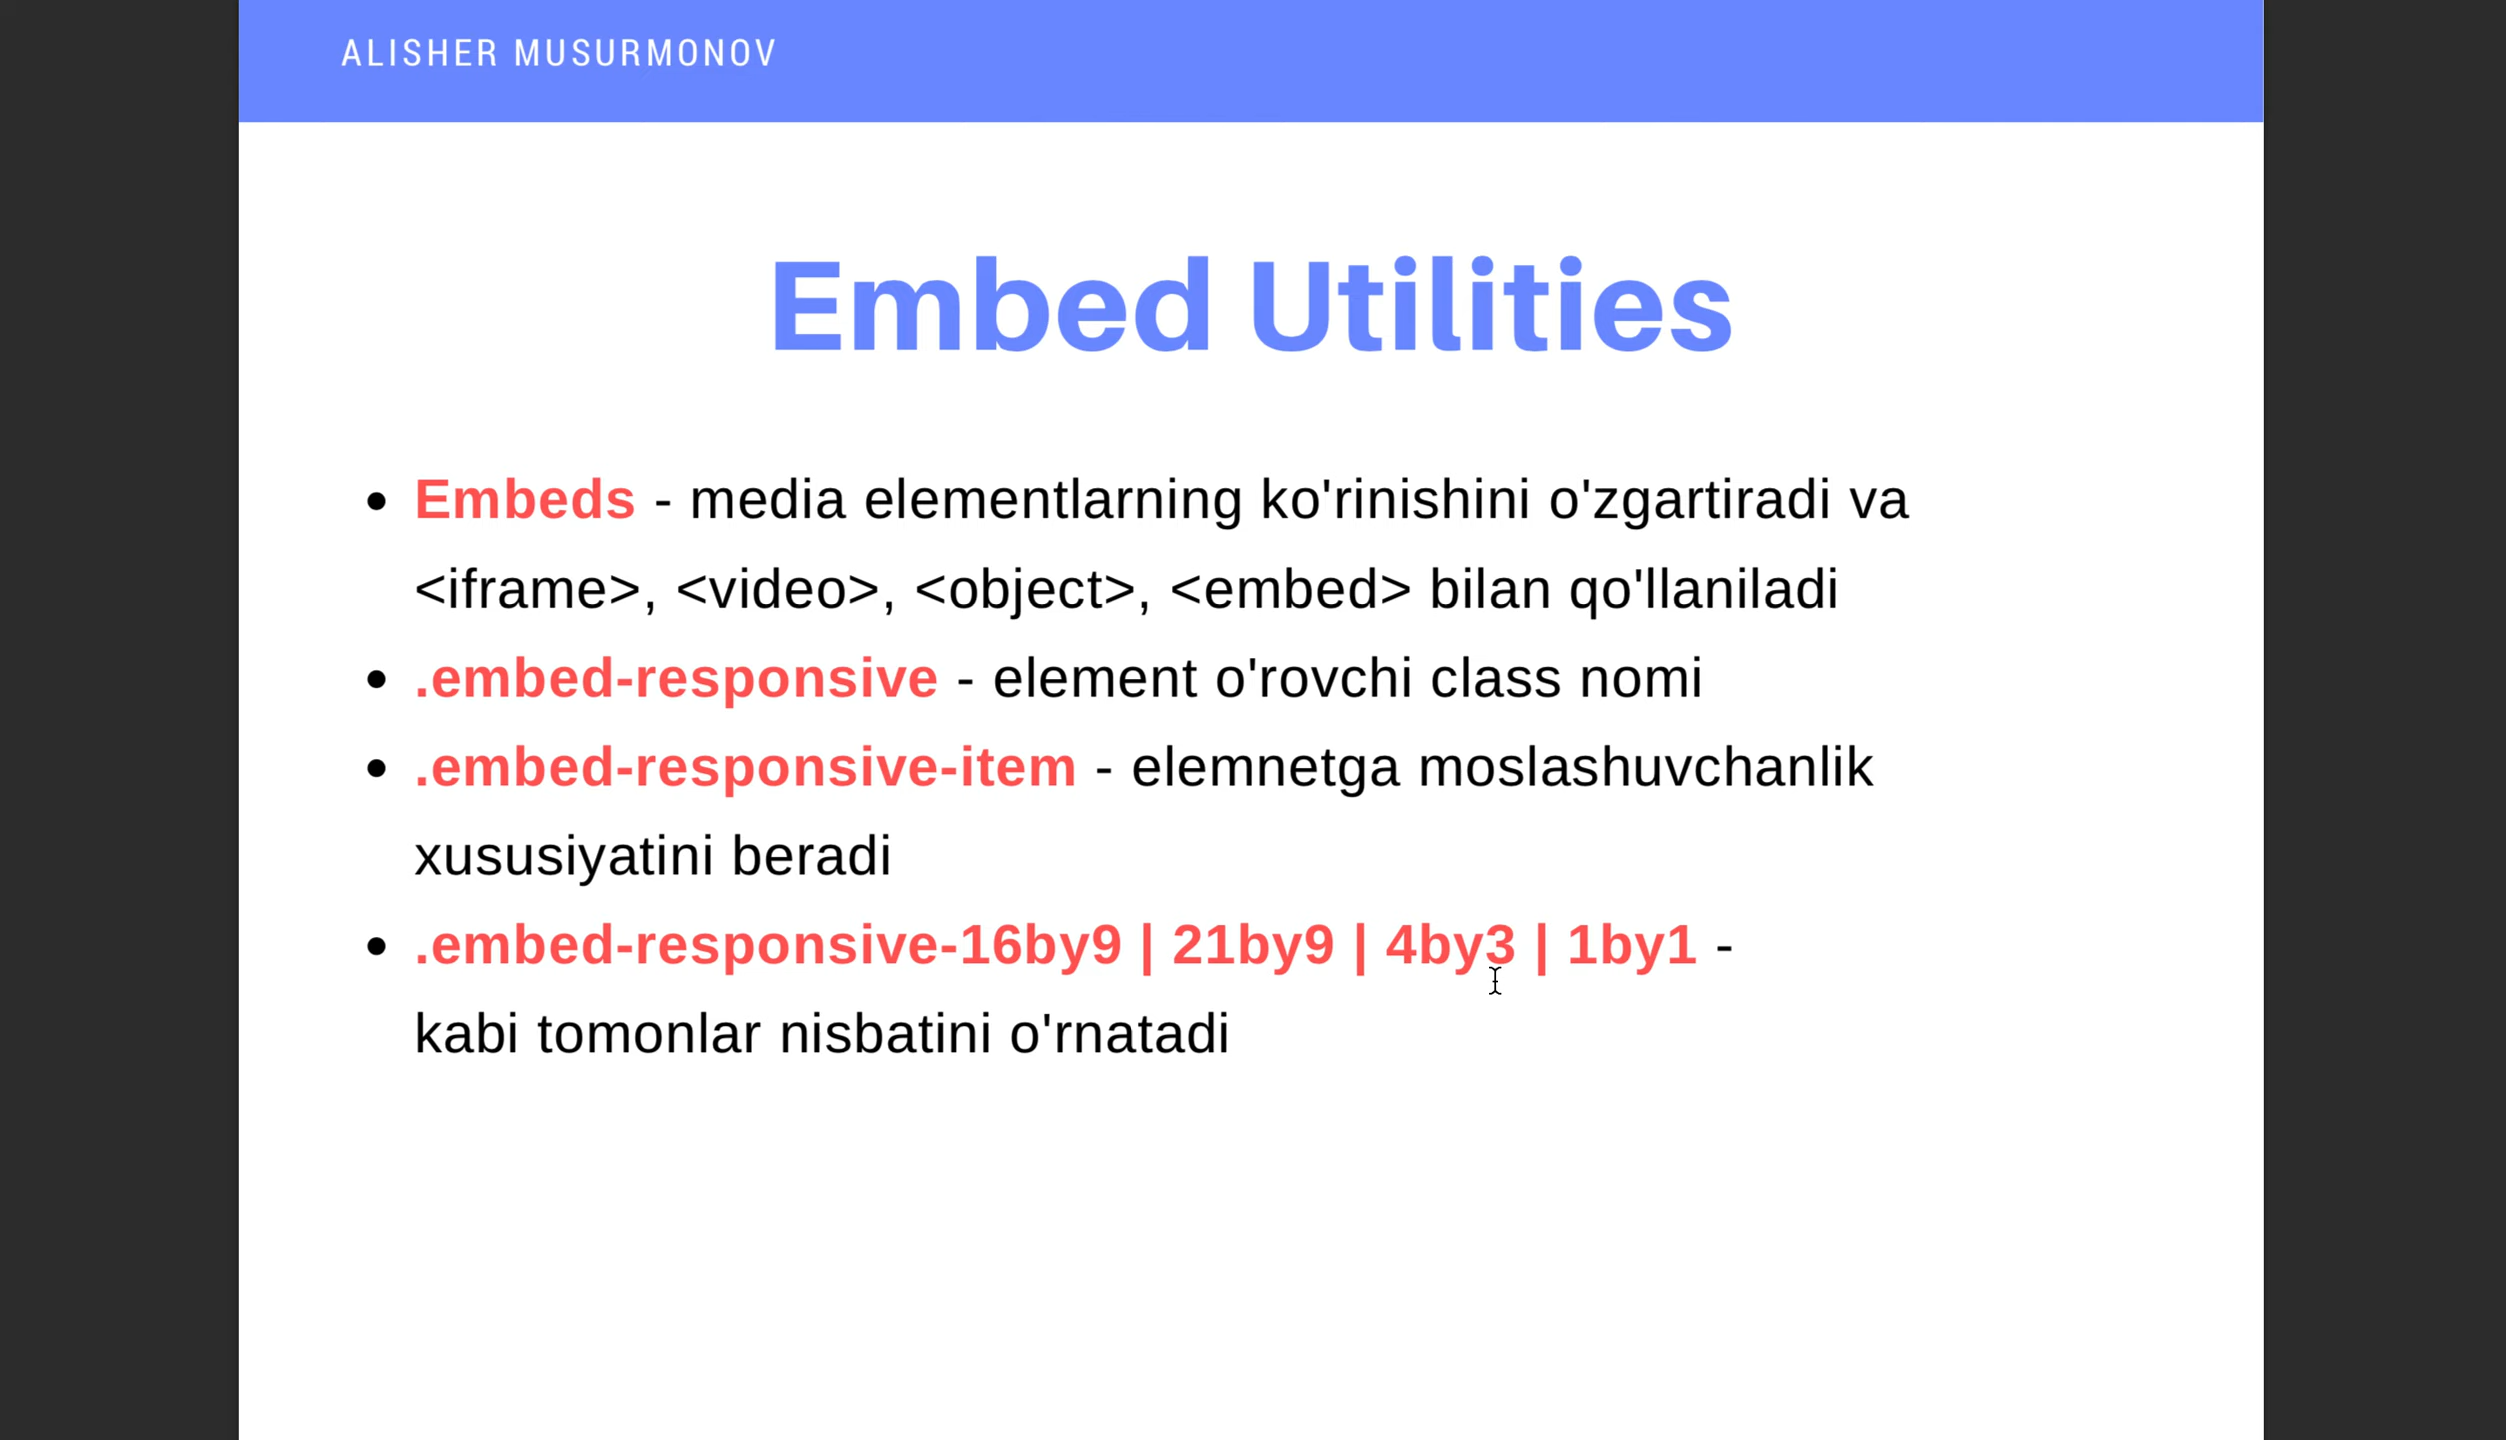 ALISHER MUSURMONOV
Embed Utilities
• Embeds - media elementlarning ko'rinishini o'zgartiradi va
<iframe>, <video>, <object>, <embed> bilan qo'llaniladi
• .embed-responsive - element o'rovchi class nomi
• .embed-responsive-item - elemnetga moslashuvchanlik
xususiyatini beradi
• .embed-responsive-16by9 | 21by9 | 4by3 | 1by1 -
kabi tomonlar nisbatini o'rnatadi